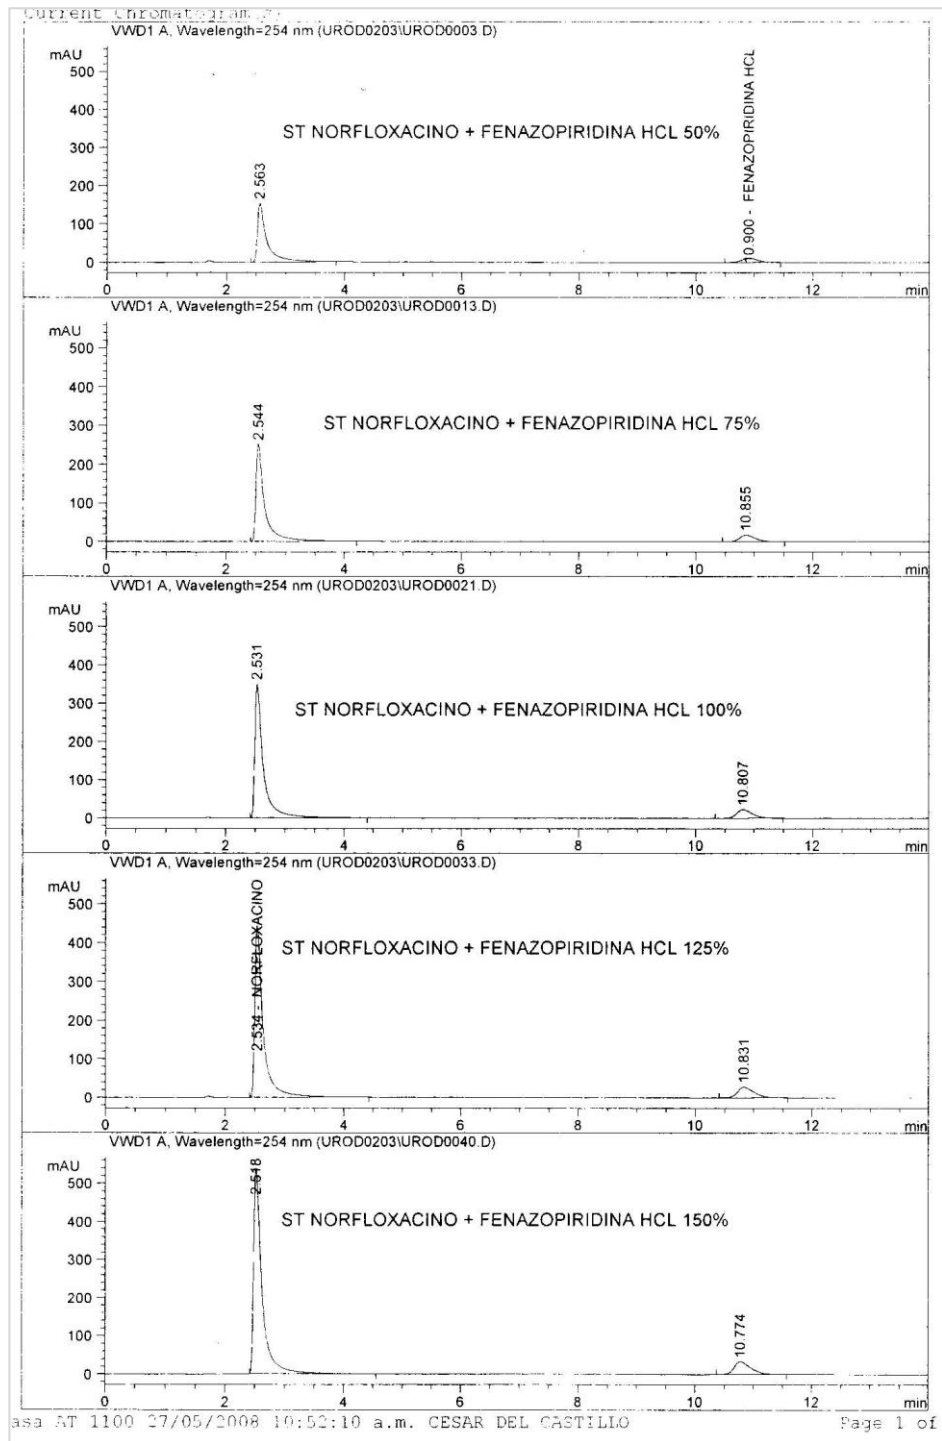 Current Chromatogram
VWD1 A, Wavelength=254 nm (UROD0203\UROD0003.D)
mAU
500
400
300
200
100
0
2.563
ST NORFLOXACINO + FENAZOPIRIDINA HCL 50%
10.900 - FENAZOPIRIDINA HCL
0 2 4 6 8 10 12 min
VWD1 A, Wavelength=254 nm (UROD0203\UROD0013.D)
mAU
500
400
300
200
100
0
2.544
ST NORFLOXACINO + FENAZOPIRIDINA HCL 75%
10.855
0 2 4 6 8 10 12 min
VWD1 A, Wavelength=254 nm (UROD0203\UROD0021.D)
mAU
500
400
300
200
100
0
2.531
ST NORFLOXACINO + FENAZOPIRIDINA HCL 100%
10.807
0 2 4 6 8 10 12 min
VWD1 A, Wavelength=254 nm (UROD0203\UROD0033.D)
mAU
500
400
300
200
100
0
2.534 - NORFLOXACINO
ST NORFLOXACINO + FENAZOPIRIDINA HCL 125%
10.831
0 2 4 6 8 10 12 min
VWD1 A, Wavelength=254 nm (UROD0203\UROD0040.D)
mAU
500
400
300
200
100
0
2.518
ST NORFLOXACINO + FENAZOPIRIDINA HCL 150%
10.774
0 2 4 6 8 10 12 min
asa AT 1100 27/05/2008 10:52:10 a.m. CESAR DEL CASTILLO Page 1 of